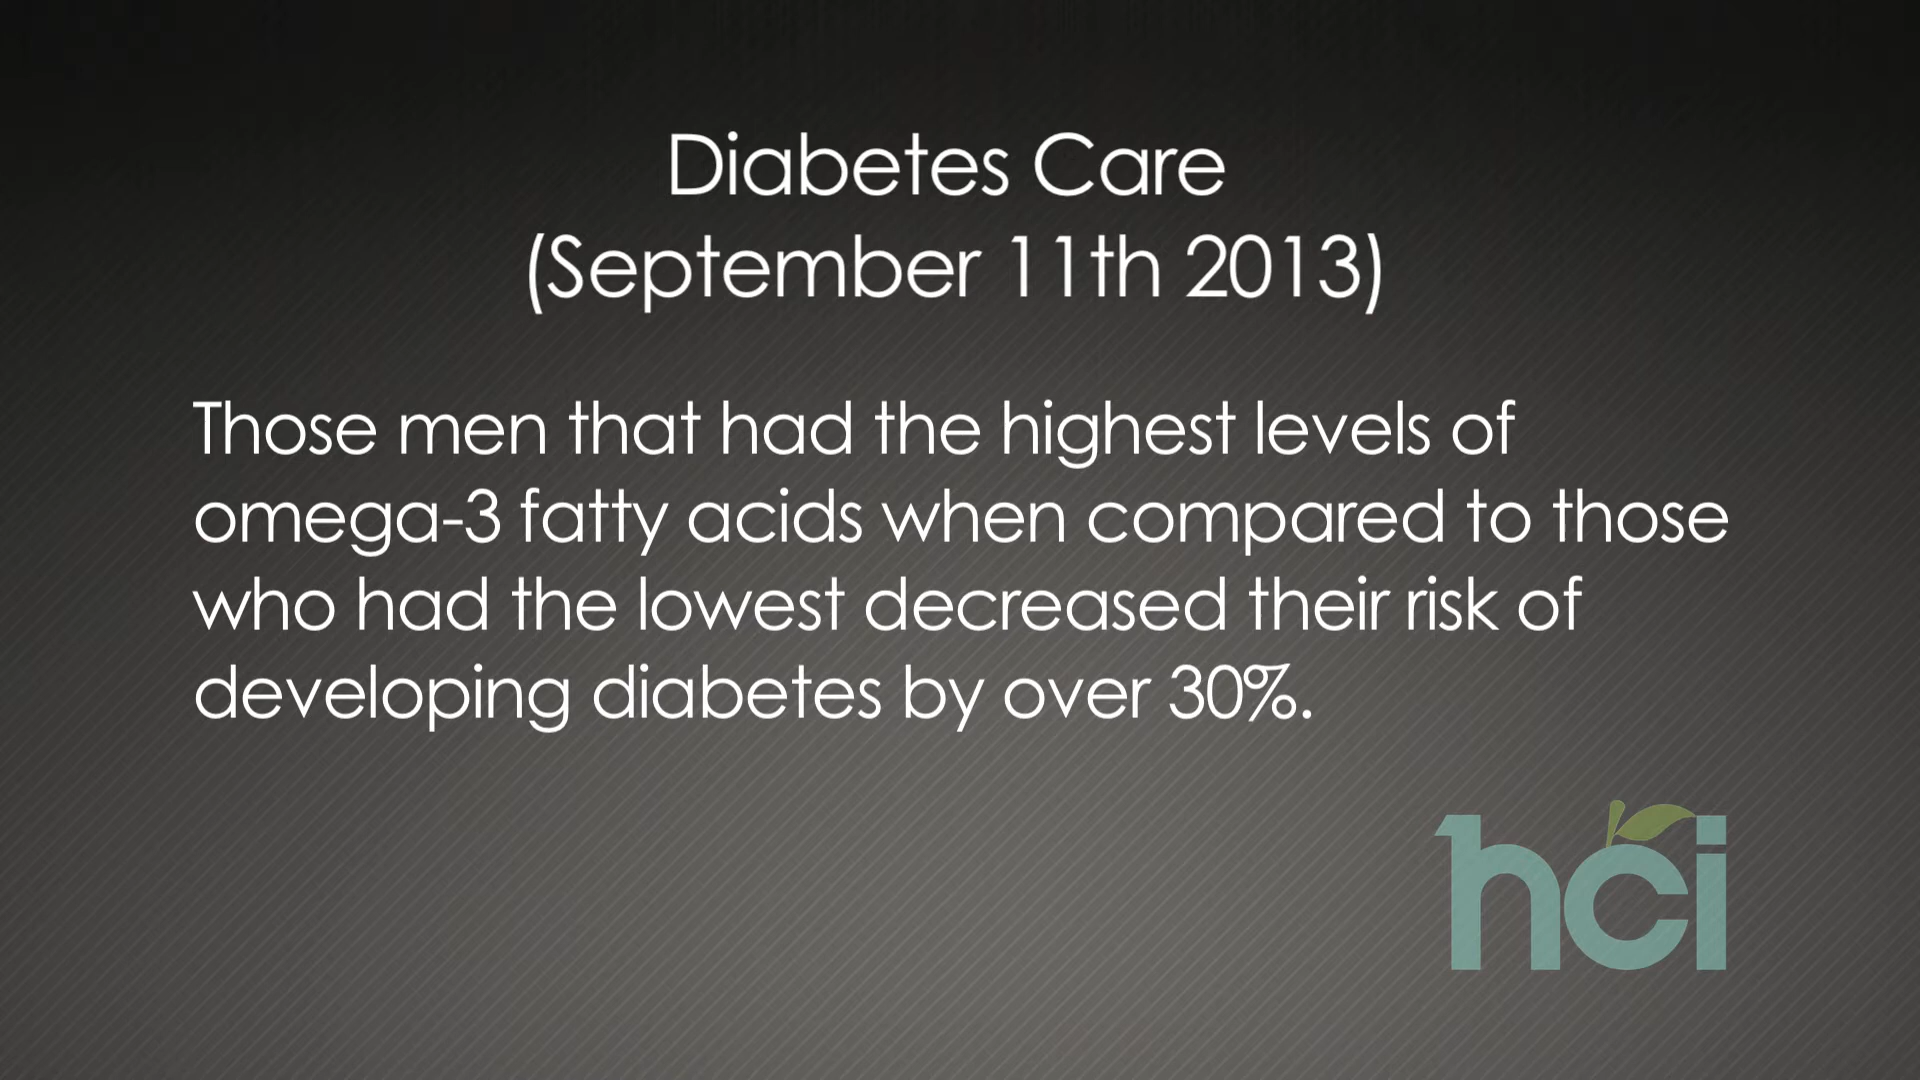 Diabetes Care
(September 11th 2013)
Those men that had the highest levels of
omega-3 fatty acids when compared to those
who had the lowest decreased their risk of
developing diabetes by over 30%.
hci